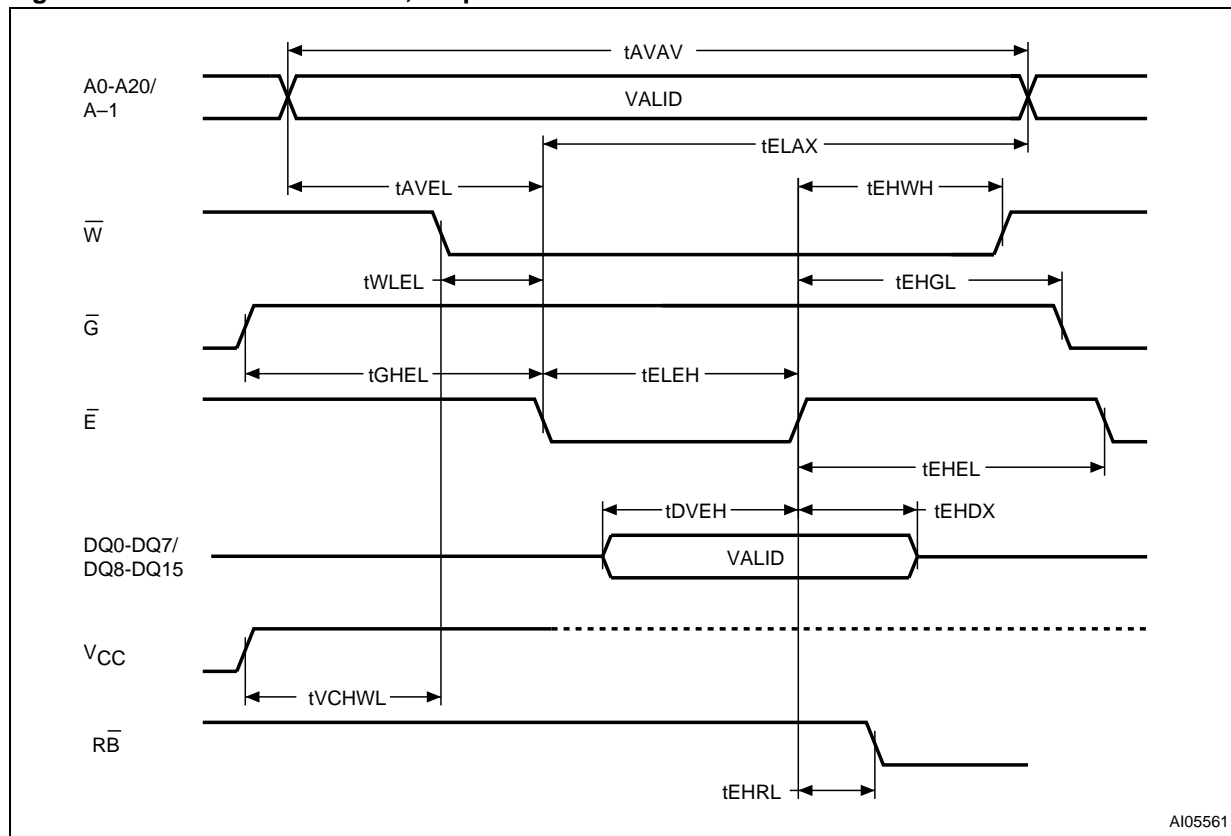 tAVAV
A0-A20/
A–1
VALID
tELAX
tAVEL
tEHWH
W̅
tWLEL
tEHGL
G̅
tGHEL
tELEH
E̅
tEHEL
tDVEH
tEHDX
DQ0-DQ7/
DQ8-DQ15
VALID
VCC
tVCHWL
RB̅
tEHRL
AI05561